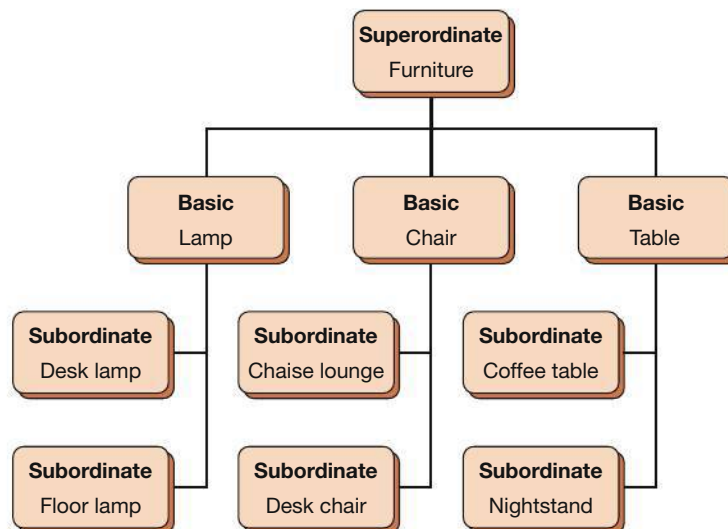 Superordinate
Furniture
Basic
Lamp
Basic
Chair
Basic
Table
Subordinate
Desk lamp
Subordinate
Chaise lounge
Subordinate
Coffee table
Subordinate
Floor lamp
Subordinate
Desk chair
Subordinate
Nightstand